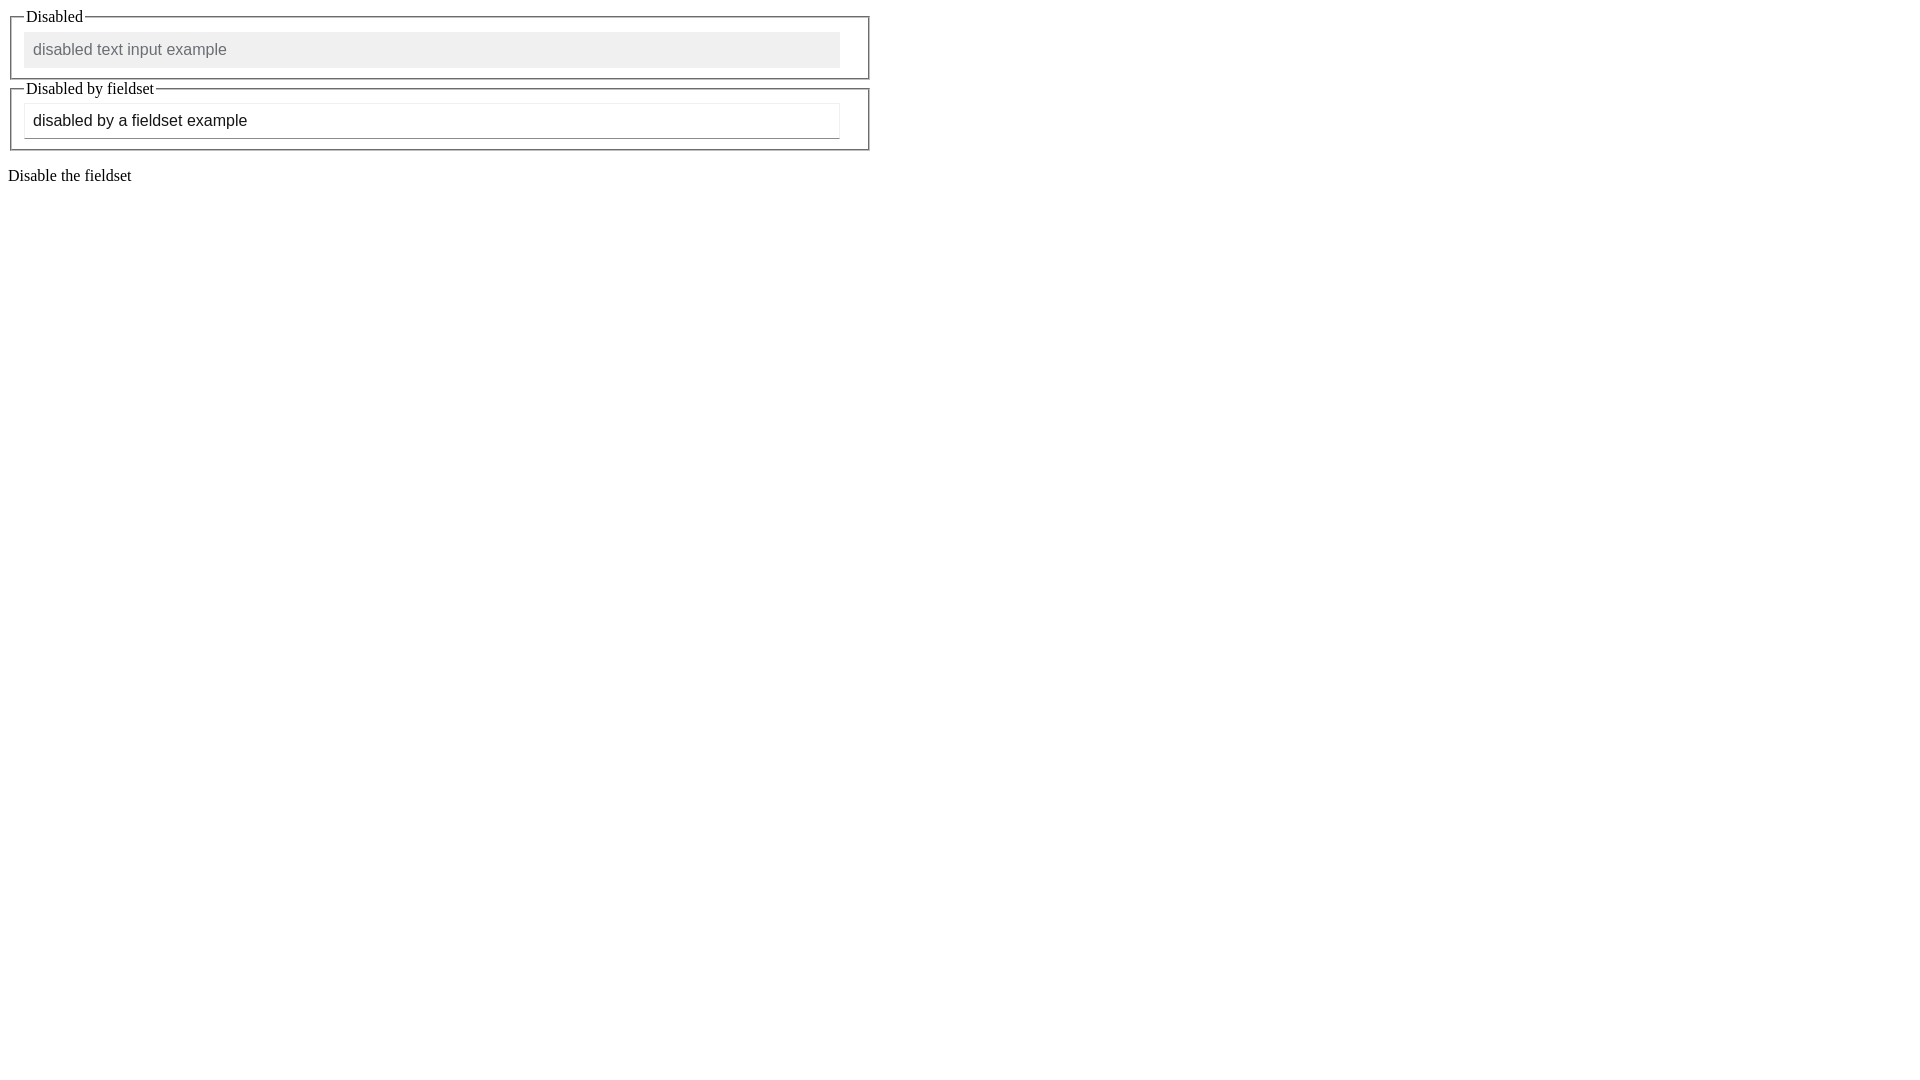 Disabled
disabled text input example
Disabled by fieldset
disabled by a fieldset example
Disable the fieldset